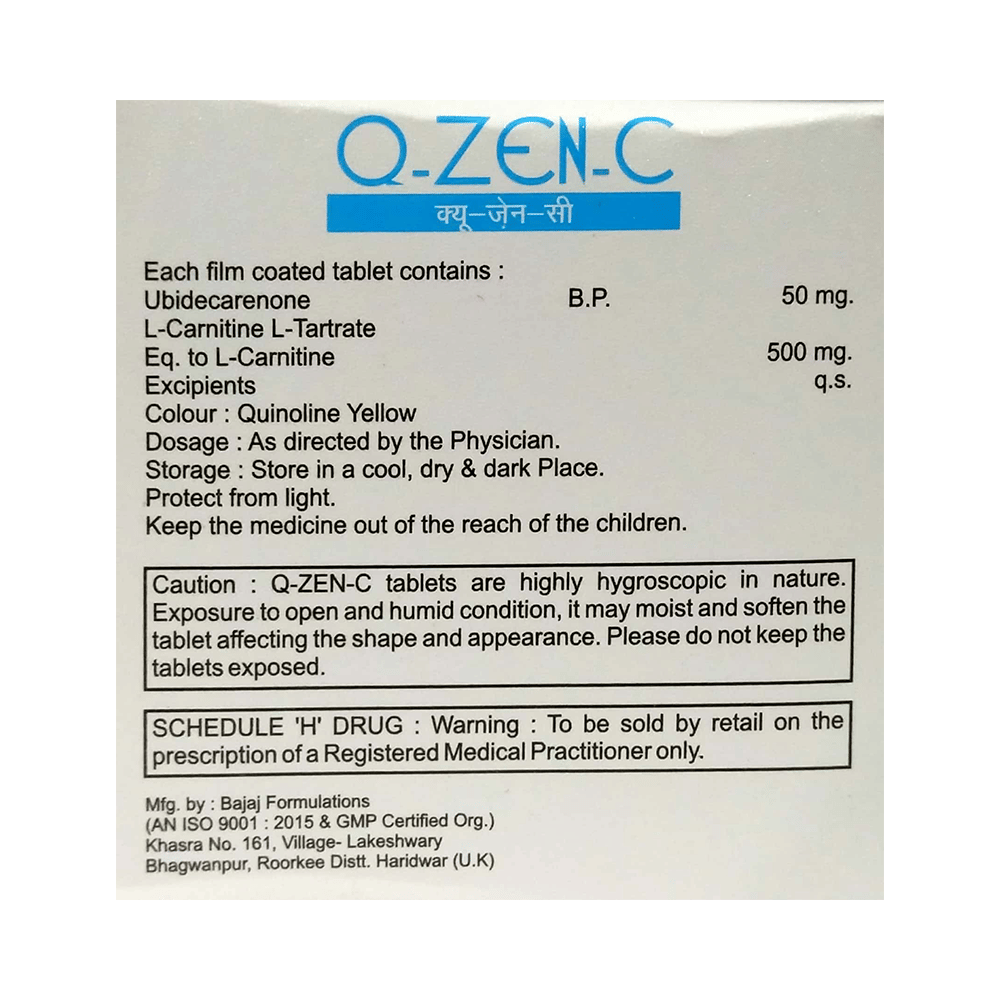 Q-ZEN-C
क्यू-ज़ेन-सी
Each film coated tablet contains :
Ubidecarenone B.P. 50 mg.
L-Carnitine L-Tartrate
Eq. to L-Carnitine 500 mg.
Excipients q.s.
Colour : Quinoline Yellow
Dosage : As directed by the Physician.
Storage : Store in a cool, dry & dark Place.
Protect from light.
Keep the medicine out of the reach of the children.
Caution : Q-ZEN-C tablets are highly hygroscopic in nature.
Exposure to open and humid condition, it may moist and soften the
tablet affecting the shape and appearance. Please do not keep the
tablets exposed.
SCHEDULE 'H' DRUG : Warning : To be sold by retail on the
prescription of a Registered Medical Practitioner only.
Mfg. by : Bajaj Formulations
(AN ISO 9001 : 2015 & GMP Certified Org.)
Khasra No. 161, Village- Lakeshwary
Bhagwanpur, Roorkee Distt. Haridwar (U.K)